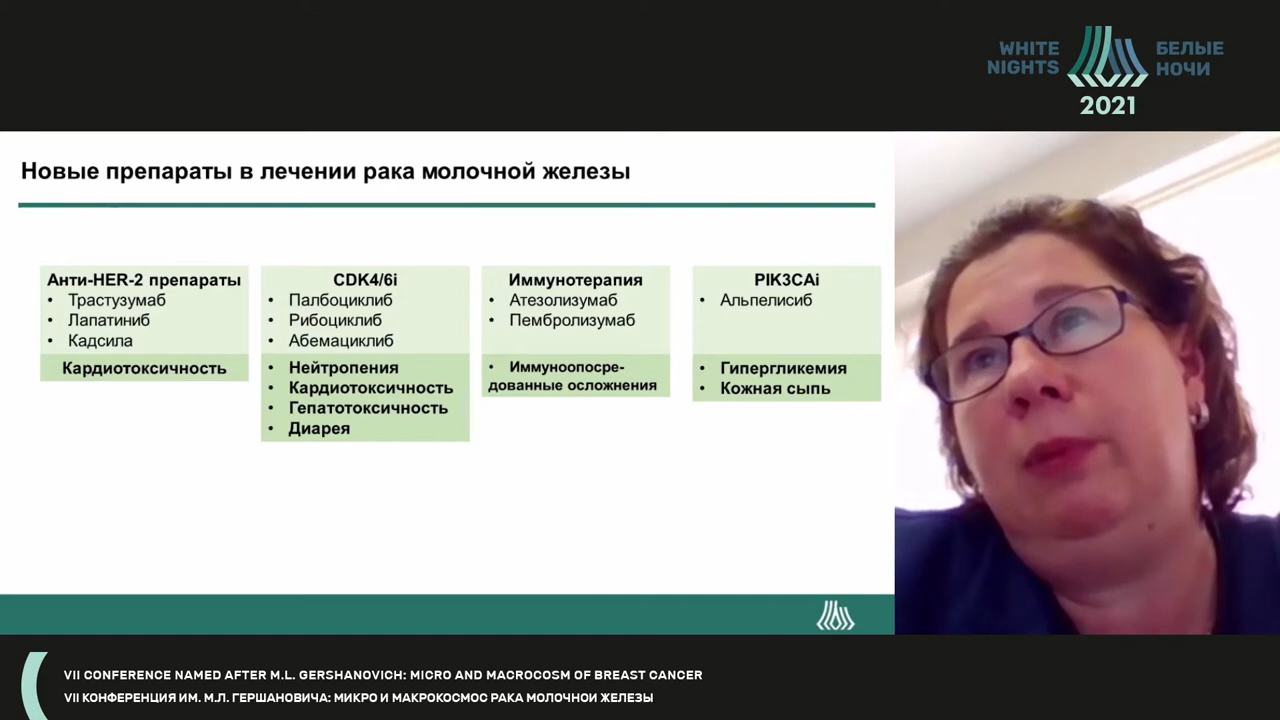 WHITE
NIGHTS
БЕЛЫЕ
НОЧИ
2021
Новые препараты в лечении рака молочной железы
Анти-HER-2 препараты
• Трастузумаб
• Лапатиниб
• Кадсила
Кардиотоксичность
CDK4/6i
• Палбоциклиб
• Рибоциклиб
• Абемациклиб
• Нейтропения
• Кардиотоксичность
• Гепатотоксичность
• Диарея
Иммунотерапия
• Атезолизумаб
• Пембролизумаб
• Иммуноопосре-
дованные осложнения
PIK3CAi
• Альпелисиб
• Гипергликемия
• Кожная сыпь
VII CONFERENCE NAMED AFTER M.L. GERSHANOVICH: MICRO AND MACROCOSM OF BREAST CANCER
VII КОНФЕРЕНЦИЯ ИМ. М.Л. ГЕРШАНОВИЧА: МИКРО И МАКРОКОСМОС РАКА МОЛОЧНОЙ ЖЕЛЕЗЫ